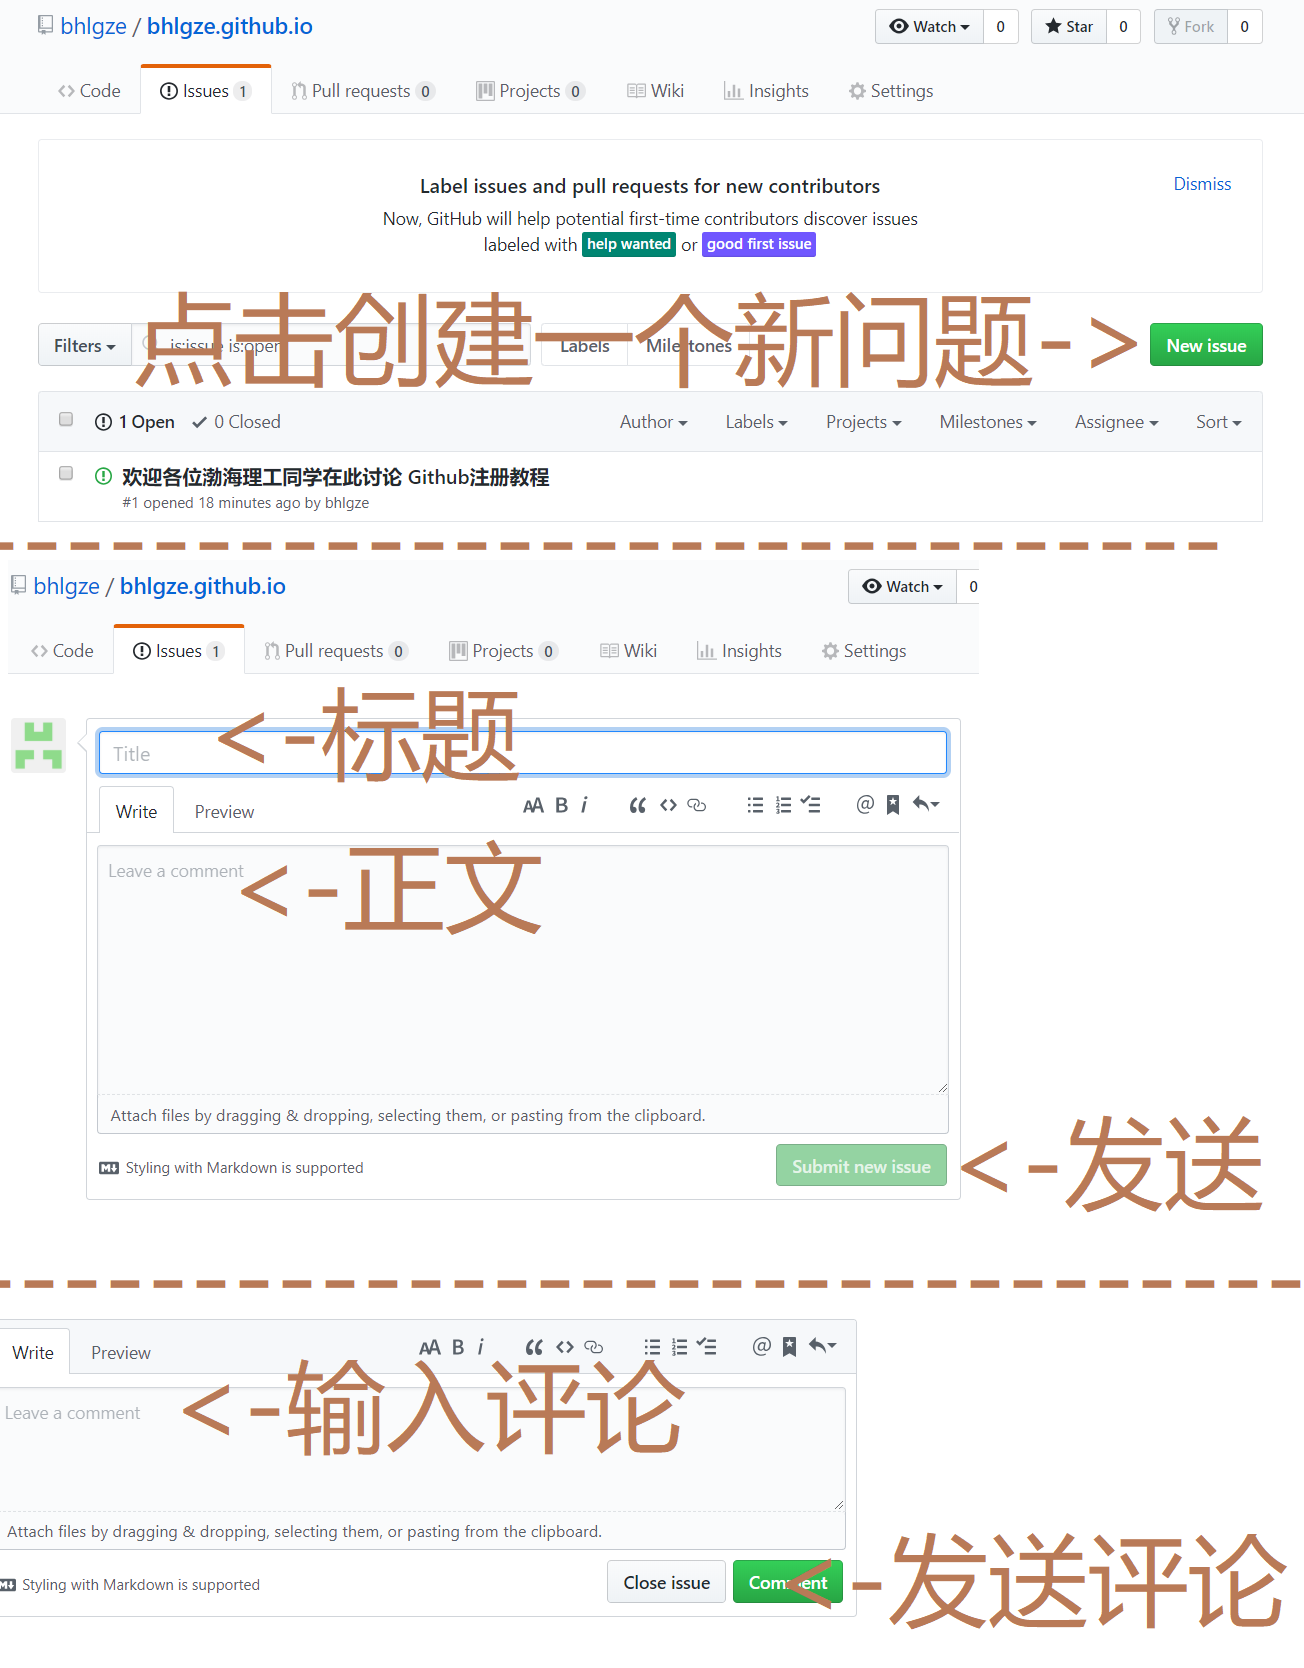 bhlgze / bhlgze.github.io
Watch 0 Star 0 Fork 0
Code Issues 1 Pull requests 0 Projects 0 Wiki Insights Settings
Label issues and pull requests for new contributors
Dismiss
Now, GitHub will help potential first-time contributors discover issues
labeled with help wanted or good first issue
点击创建一个新问题->
Filters is:issue is:open Labels Milestones New issue
1 Open 0 Closed Author Labels Projects Milestones Assignee Sort
欢迎各位渤海理工同学在此讨论 Github注册教程
#1 opened 18 minutes ago by bhlgze
bhlgze / bhlgze.github.io
Watch 0
Code Issues 1 Pull requests 0 Projects 0 Wiki Insights Settings
<-标题
Title
Write Preview
AA B i
Leave a comment
<-正文
Attach files by dragging & dropping, selecting them, or pasting from the clipboard.
Styling with Markdown is supported
Submit new issue
<-发送
Write Preview
AA B i
Leave a comment
<-输入评论
Attach files by dragging & dropping, selecting them, or pasting from the clipboard.
Styling with Markdown is supported
Close issue Comment
<-发送评论